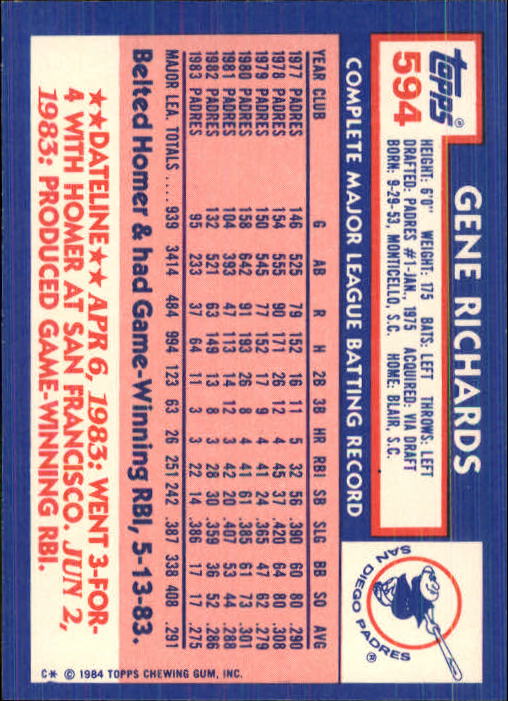 topps®
594
GENE RICHARDS
HEIGHT: 6'0" WEIGHT: 175 BATS: LEFT THROWS: LEFT
DRAFTED: PADRES #1-JAN., 1975 ACQUIRED: VIA DRAFT
BORN: 9-29-53, MONTICELLO, S.C. HOME: BLAIR, S.C.
SAN DIEGO PADRES ®
COMPLETE MAJOR LEAGUE BATTING RECORD
YEAR CLUB G AB R H 2B 3B HR RBI SB SLG BB SO AVG
1977 PADRES 146 525 79 152 16 11 5 32 56 .390 60 80 .290
1978 PADRES 154 555 90 171 26 12 4 45 37 .420 64 80 .308
1979 PADRES 150 545 77 152 17 9 4 41 24 .365 47 62 .279
1980 PADRES 158 642 91 193 26 8 4 41 61 .385 61 73 .301
1981 PADRES 104 393 47 113 14 12 3 42 20 .407 53 44 .288
1982 PADRES 132 521 63 149 13 8 3 28 30 .359 36 52 .286
1983 PADRES 95 233 37 64 11 3 3 22 14 .386 17 17 .275
MAJOR LEA. TOTALS .... 939 3414 484 994 123 63 26 251 242 .387 338 408 .291
Belted Homer & had Game-Winning RBI, 5-13-83.
★★DATELINE★★ APR 6, 1983: WENT 3-FOR-
4 WITH HOMER AT SAN FRANCISCO. JUN 2,
1983: PRODUCED GAME-WINNING RBI.
C* © 1984 TOPPS CHEWING GUM, INC.